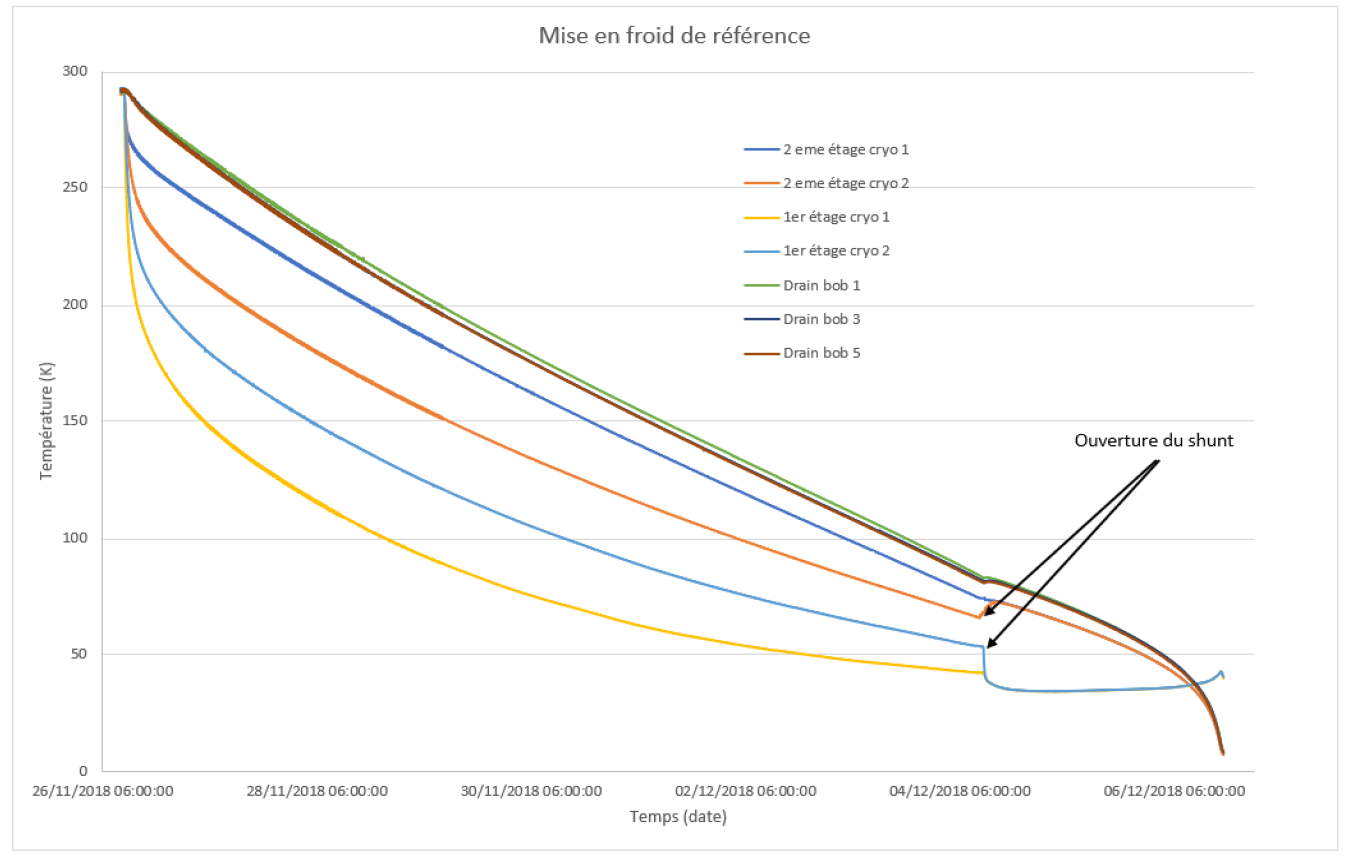 Mise en froid de référence
300
250
200
150
100
50
0
Température (K)
2 eme étage cryo 1
2 eme étage cryo 2
1er étage cryo 1
1er étage cryo 2
Drain bob 1
Drain bob 3
Drain bob 5
Ouverture du shunt
26/11/2018 06:00:00
28/11/2018 06:00:00
30/11/2018 06:00:00
02/12/2018 06:00:00
04/12/2018 06:00:00
06/12/2018 06:00:00
Temps (date)